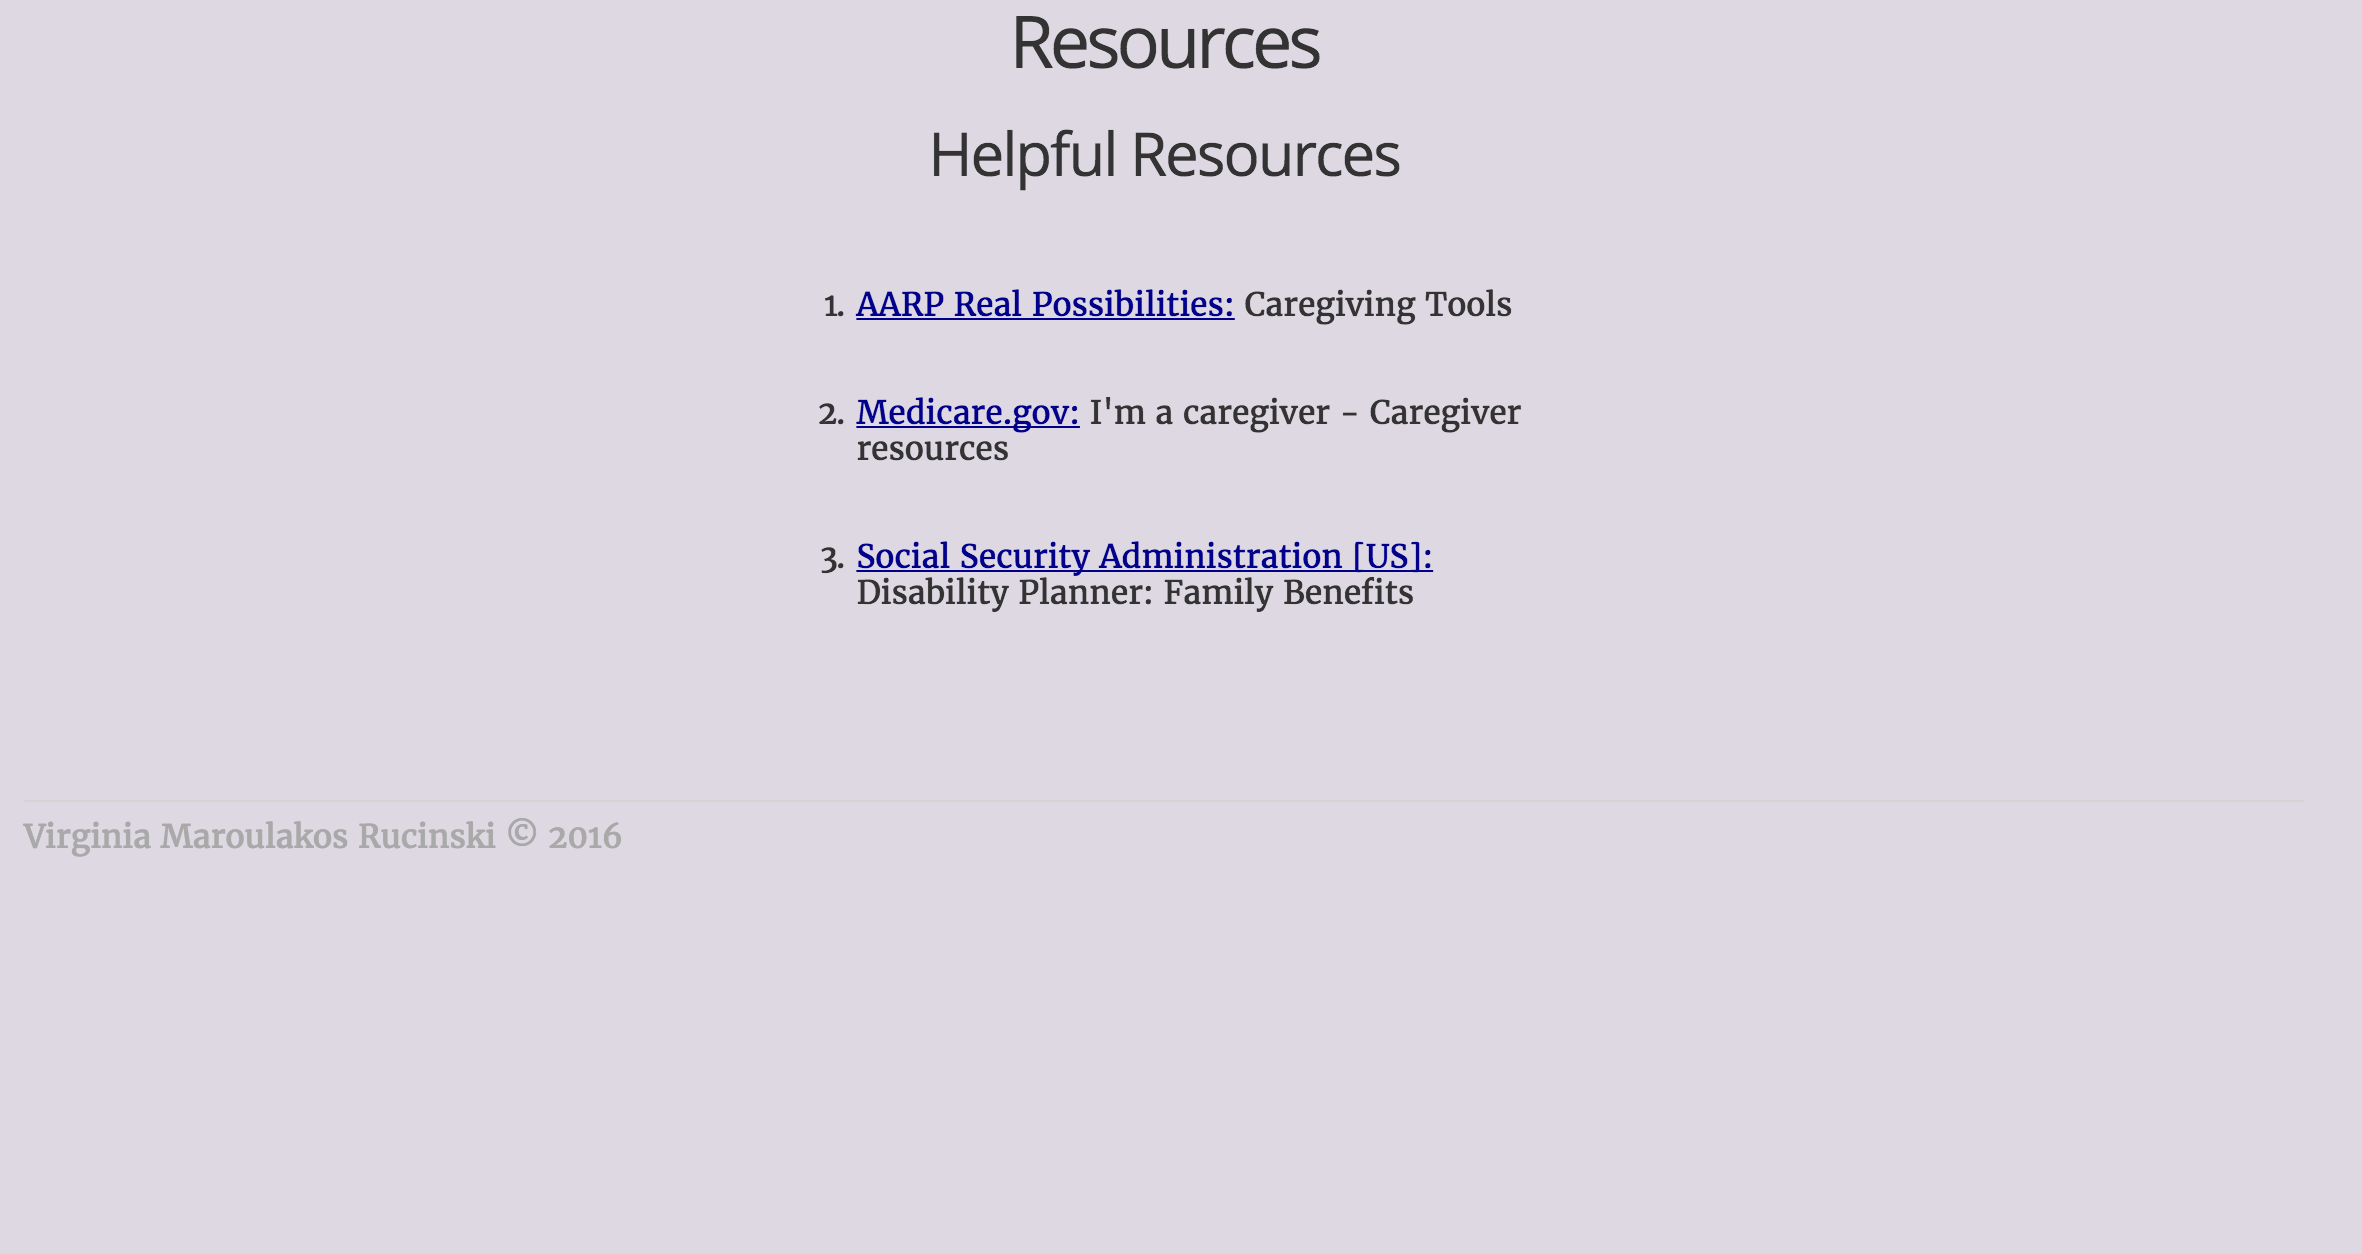 Resources
Helpful Resources
1. AARP Real Possibilities: Caregiving Tools
2. Medicare.gov: I'm a caregiver - Caregiver
resources
3. Social Security Administration [US]:
Disability Planner: Family Benefits
Virginia Maroulakos Rucinski © 2016